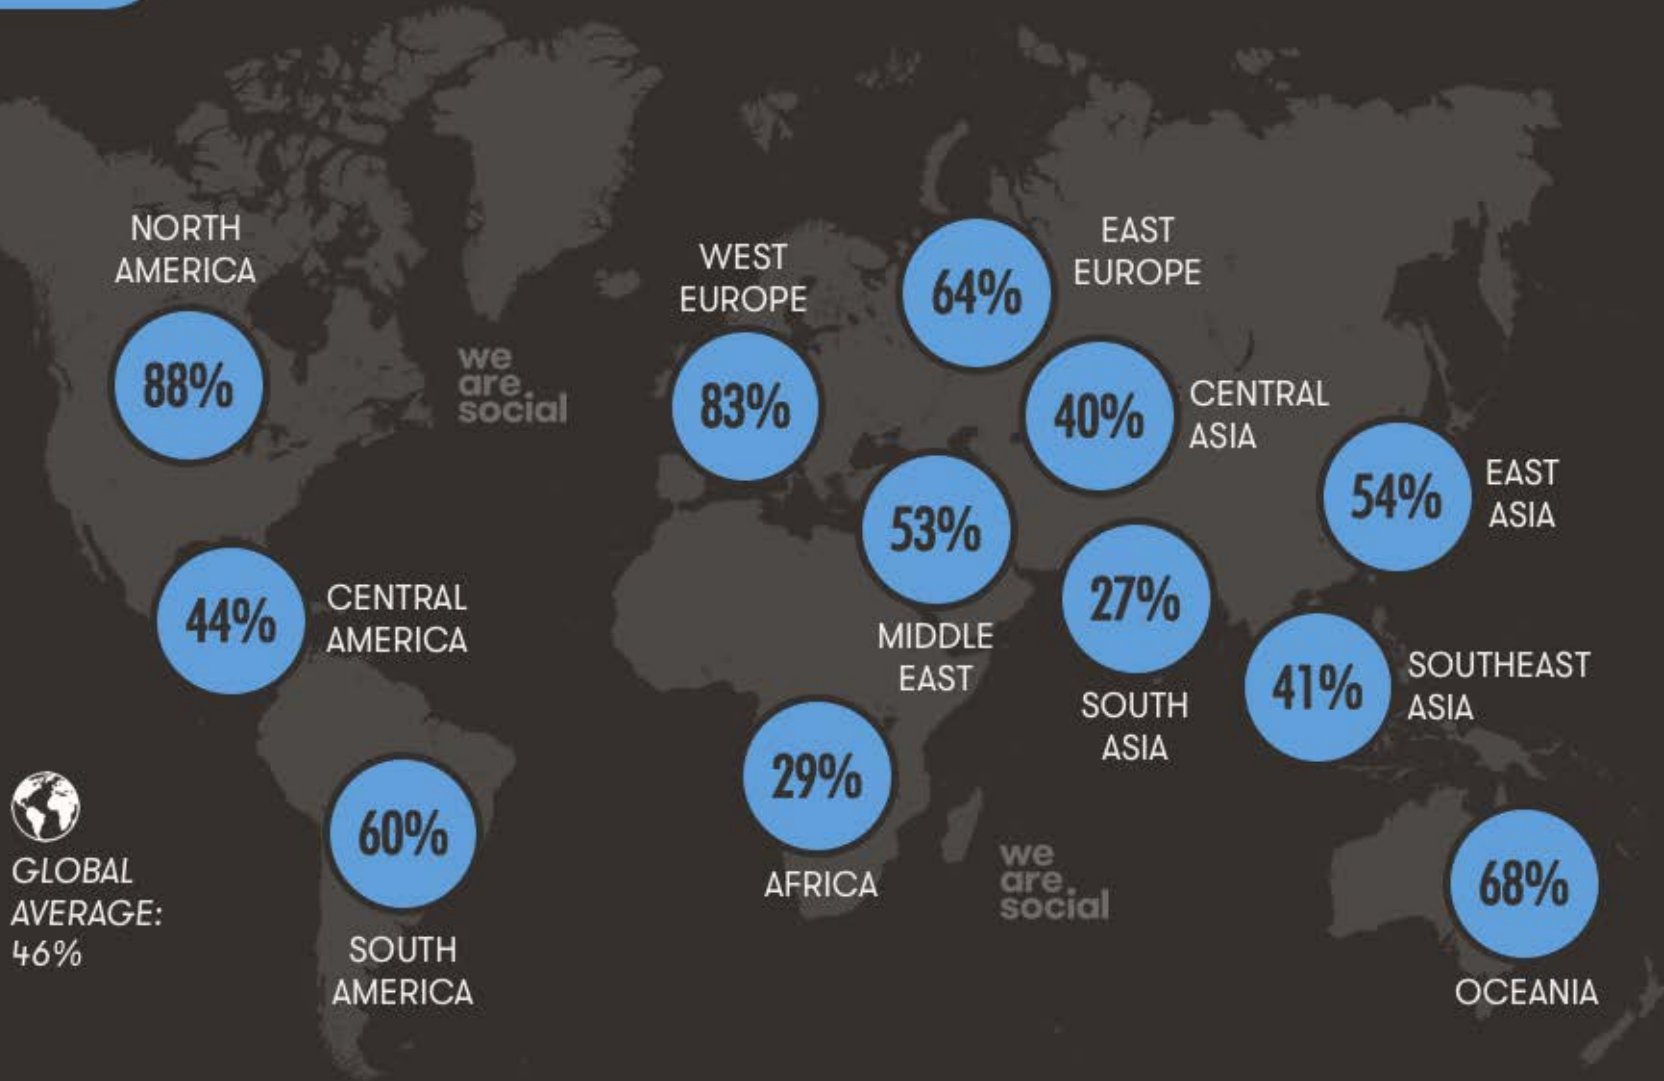 NORTH
AMERICA
88%
we
are
social
WEST
EUROPE
83%
64%
EAST
EUROPE
40%
CENTRAL
ASIA
54%
EAST
ASIA
53%
MIDDLE
EAST
27%
SOUTH
ASIA
44%
CENTRAL
AMERICA
41%
SOUTHEAST
ASIA
29%
AFRICA
60%
SOUTH
AMERICA
we
are
social
68%
OCEANIA
GLOBAL
AVERAGE:
46%